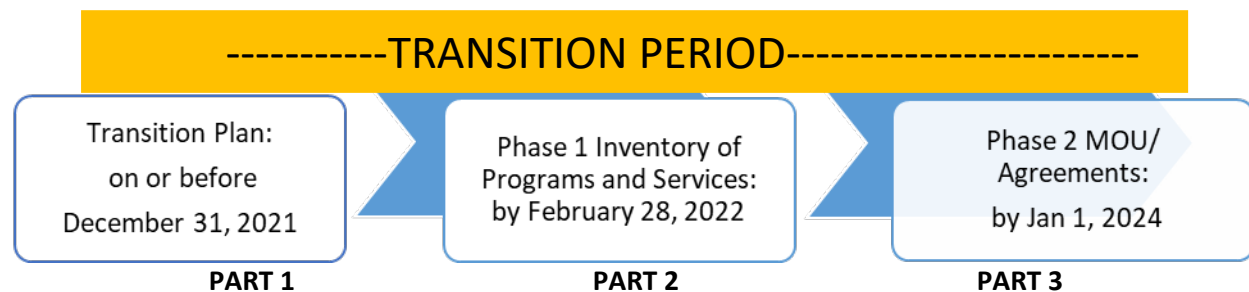 -----------TRANSITION PERIOD------------------------
Transition Plan:
on or before
December 31, 2021
Phase 1 Inventory of
Programs and Services:
by February 28, 2022
Phase 2 MOU/
Agreements:
by Jan 1, 2024
PART 1
PART 2
PART 3